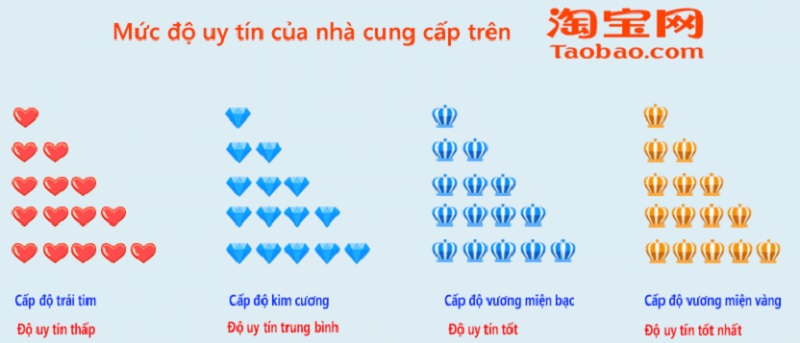 Mức độ uy tín của nhà cung cấp trên
淘宝网
Taobao.com
Cấp độ trái tim
Độ uy tín thấp
Cấp độ kim cương
Độ uy tín trung bình
Cấp độ vương miện bạc
Độ uy tín tốt
Cấp độ vương miện vàng
Độ uy tín tốt nhất